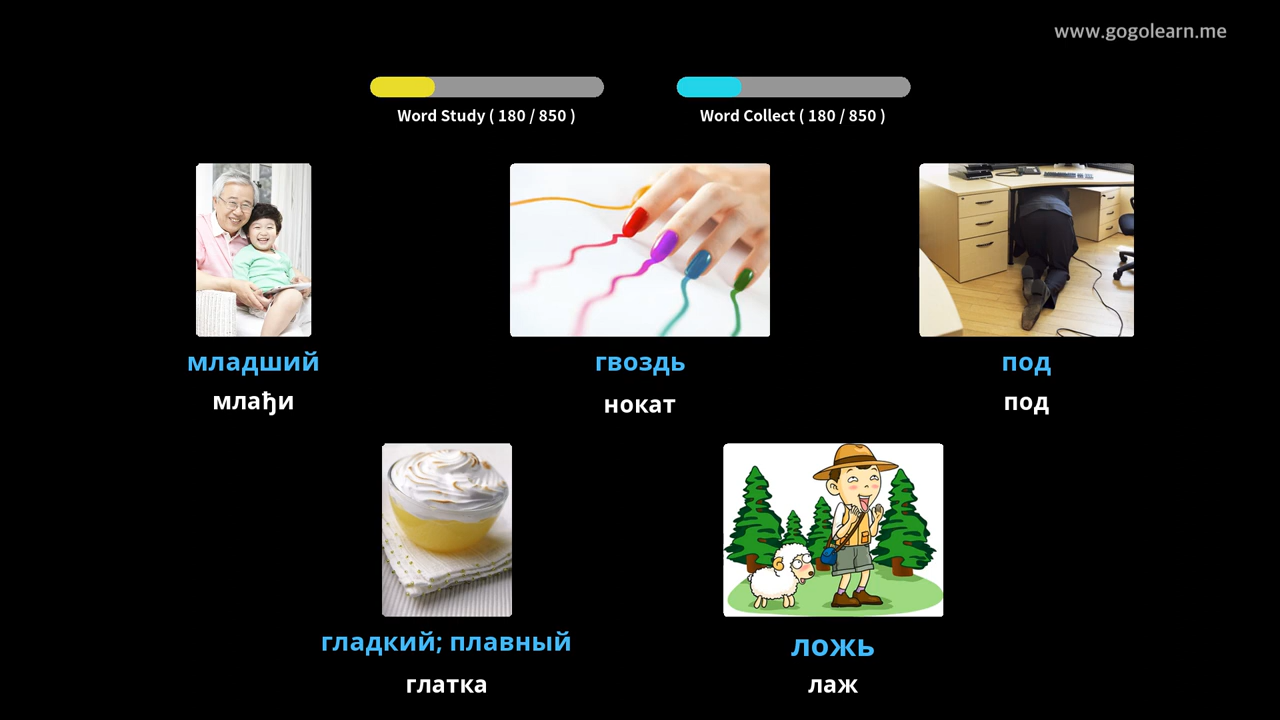 www.gogolearn.me
Word Study ( 180 / 850 )
Word Collect ( 180 / 850 )
младший
гвоздь
под
млађи
нокат
под
гладкий; плавный
ложь
глатка
лаж